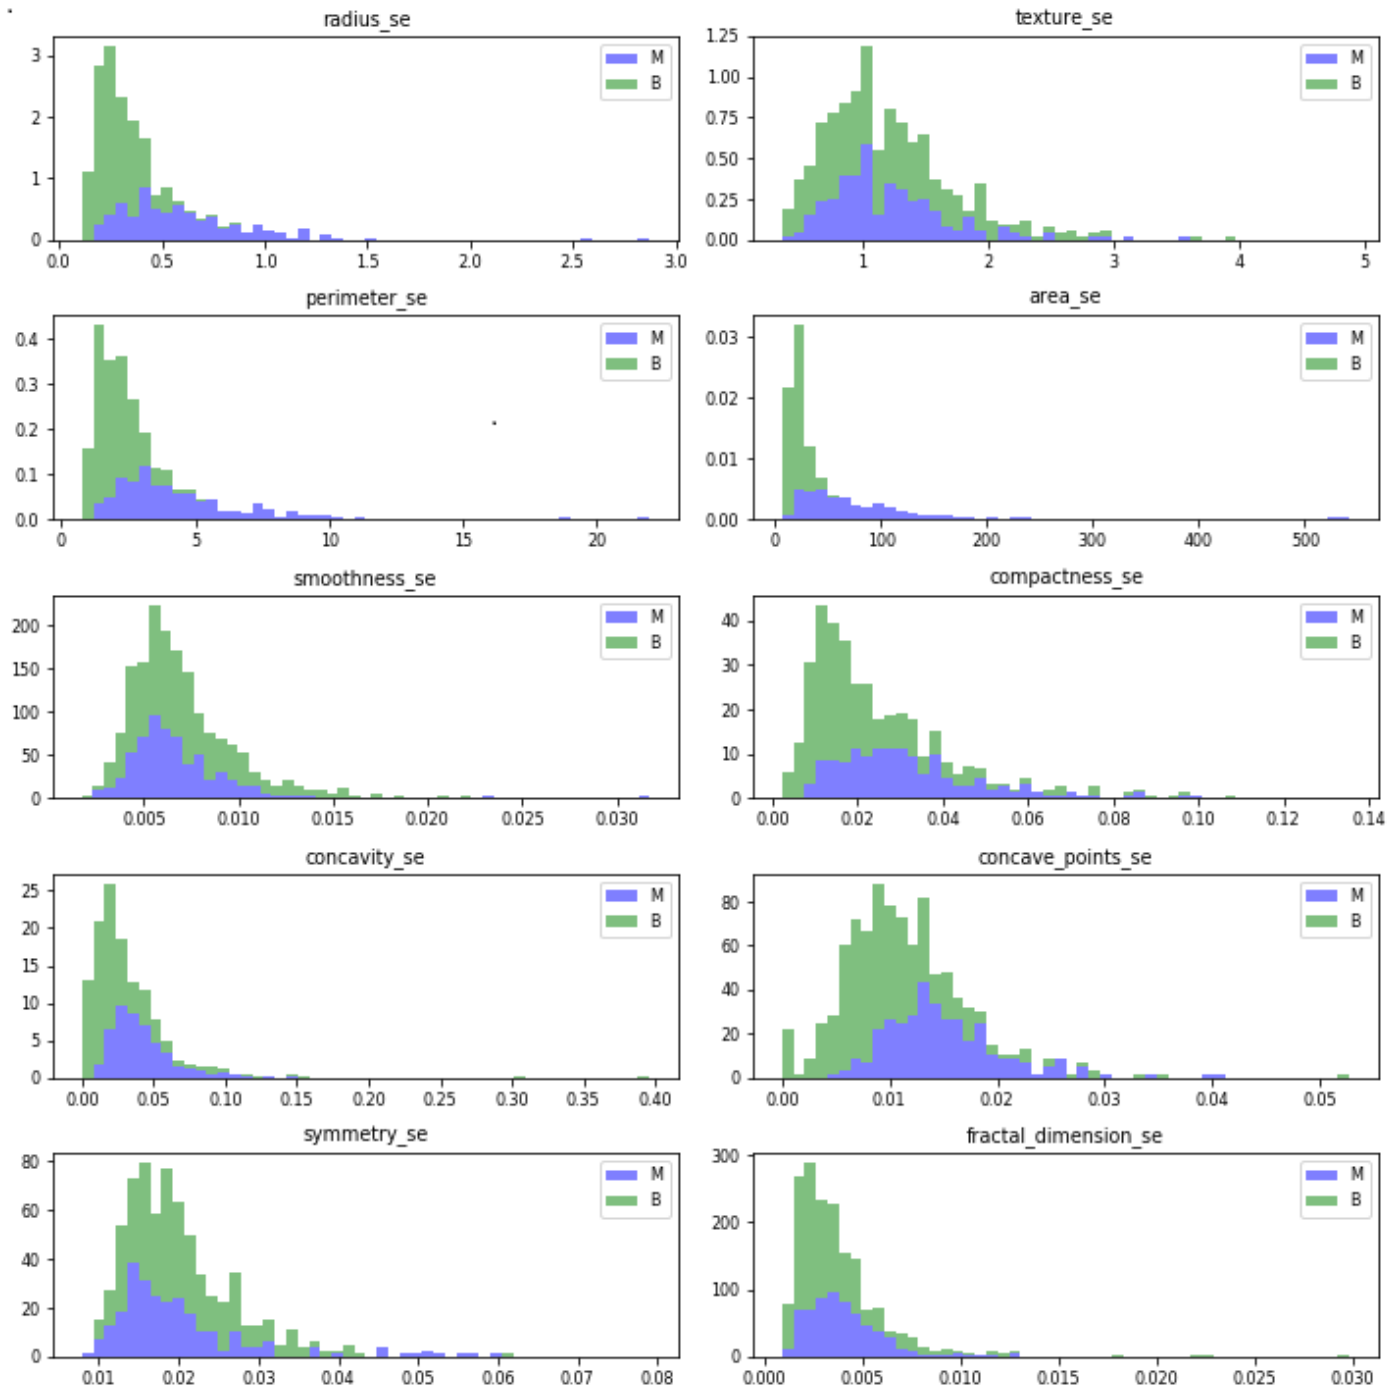 radius_se
3
2
1
0
0.0 0.5 1.0 1.5 2.0 2.5 3.0
M
B
texture_se
1.25
1.00
0.75
0.50
0.25
0.00
1 2 3 4 5
M
B
perimeter_se
0.4
0.3
0.2
0.1
0.0
0 5 10 15 20
M
B
area_se
0.03
0.02
0.01
0.00
0 100 200 300 400 500
M
B
smoothness_se
200
150
100
50
0
0.005 0.010 0.015 0.020 0.025 0.030
M
B
compactness_se
40
30
20
10
0
0.00 0.02 0.04 0.06 0.08 0.10 0.12 0.14
M
B
concavity_se
25
20
15
10
5
0
0.00 0.05 0.10 0.15 0.20 0.25 0.30 0.35 0.40
M
B
concave_points_se
80
60
40
20
0
0.00 0.01 0.02 0.03 0.04 0.05
M
B
symmetry_se
80
60
40
20
0
0.01 0.02 0.03 0.04 0.05 0.06 0.07 0.08
M
B
fractal_dimension_se
300
200
100
0
0.000 0.005 0.010 0.015 0.020 0.025 0.030
M
B